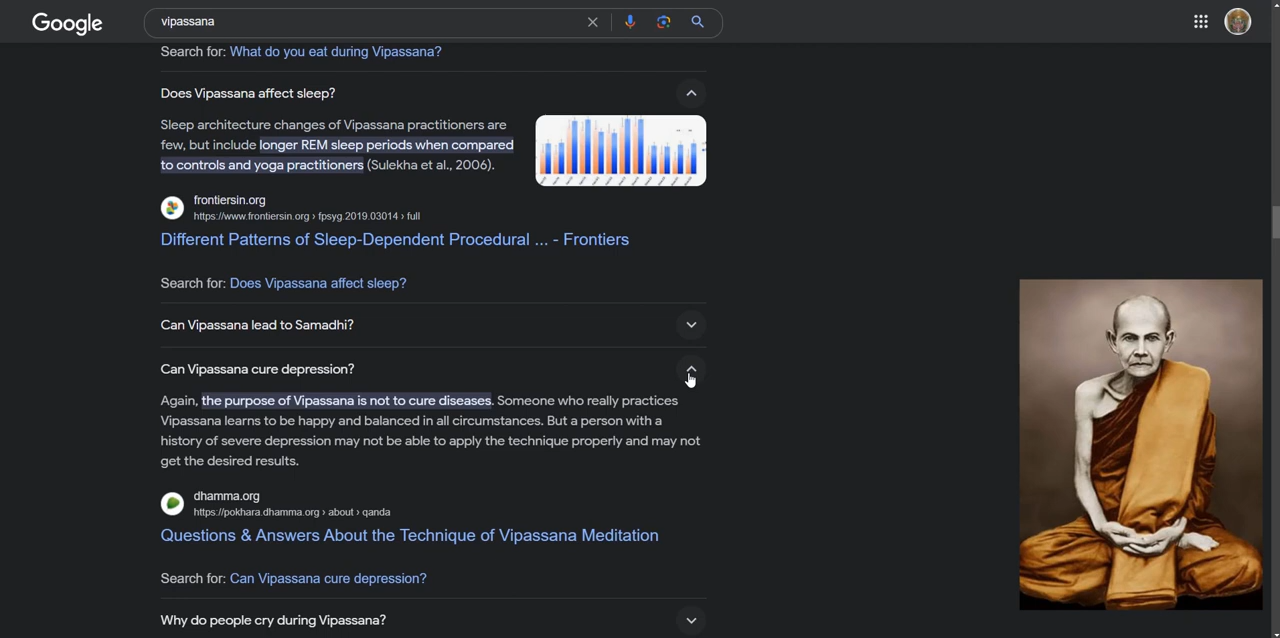 Google
vipassana
Search for: What do you eat during Vipassana?
Does Vipassana affect sleep?
Sleep architecture changes of Vipassana practitioners are
few, but include longer REM sleep periods when compared
to controls and yoga practitioners (Sulekha et al., 2006).
frontiersin.org
https://www.frontiersin.org › fpsyg.2019.03014 › full
Different Patterns of Sleep-Dependent Procedural ... - Frontiers
Search for: Does Vipassana affect sleep?
Can Vipassana lead to Samadhi?
Can Vipassana cure depression?
Again, the purpose of Vipassana is not to cure diseases. Someone who really practices
Vipassana learns to be happy and balanced in all circumstances. But a person with a
history of severe depression may not be able to apply the technique properly and may not
get the desired results.
dhamma.org
https://pokhara.dhamma.org › about › qanda
Questions & Answers About the Technique of Vipassana Meditation
Search for: Can Vipassana cure depression?
Why do people cry during Vipassana?